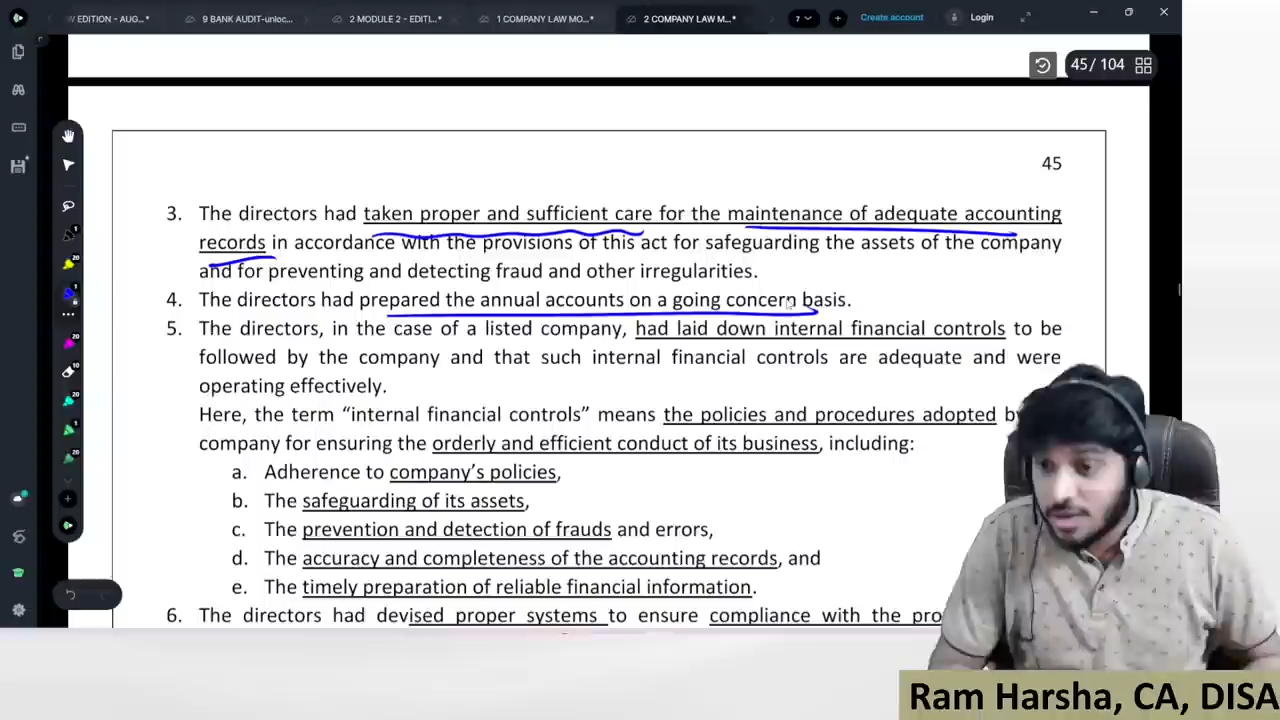 W EDITION - AUG...*
9 BANK AUDIT-unloc...
2 MODULE 2 - EDITI...*
1 COMPANY LAW MO...*
2 COMPANY LAW M...*
7
Create account
Login
45 / 104
45
3. The directors had taken proper and sufficient care for the maintenance of adequate accounting
records in accordance with the provisions of this act for safeguarding the assets of the company
and for preventing and detecting fraud and other irregularities.
4. The directors had prepared the annual accounts on a going concern basis.
5. The directors, in the case of a listed company, had laid down internal financial controls to be
followed by the company and that such internal financial controls are adequate and were
operating effectively.
Here, the term “internal financial controls” means the policies and procedures adopted
company for ensuring the orderly and efficient conduct of its business, including:
a. Adherence to company’s policies,
b. The safeguarding of its assets,
c. The prevention and detection of frauds and errors,
d. The accuracy and completeness of the accounting records, and
e. The timely preparation of reliable financial information.
6. The directors had devised proper systems to ensure compliance with the
Ram Harsha, CA, DISA